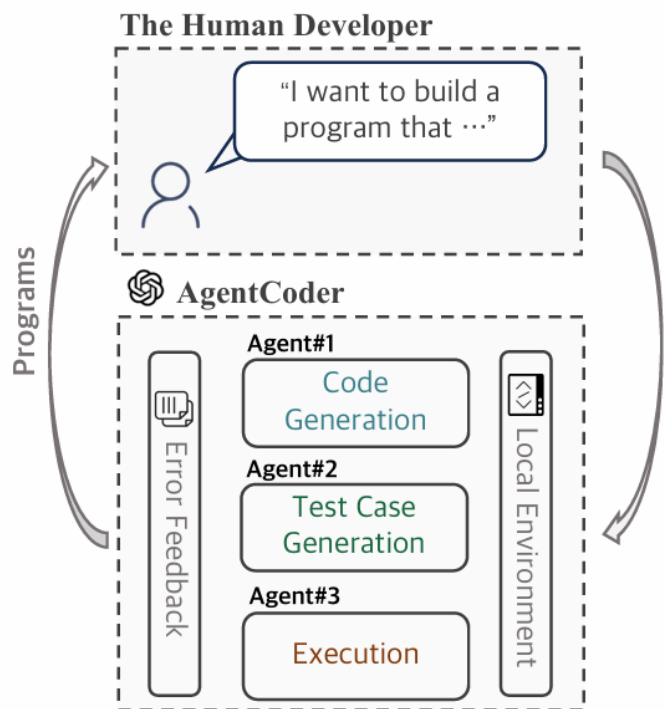 The Human Developer
“I want to build a
program that ⋯”
Programs
AgentCoder
Agent#1
Code
Generation
Agent#2
Test Case
Generation
Agent#3
Execution
Error Feedback
Local Environment